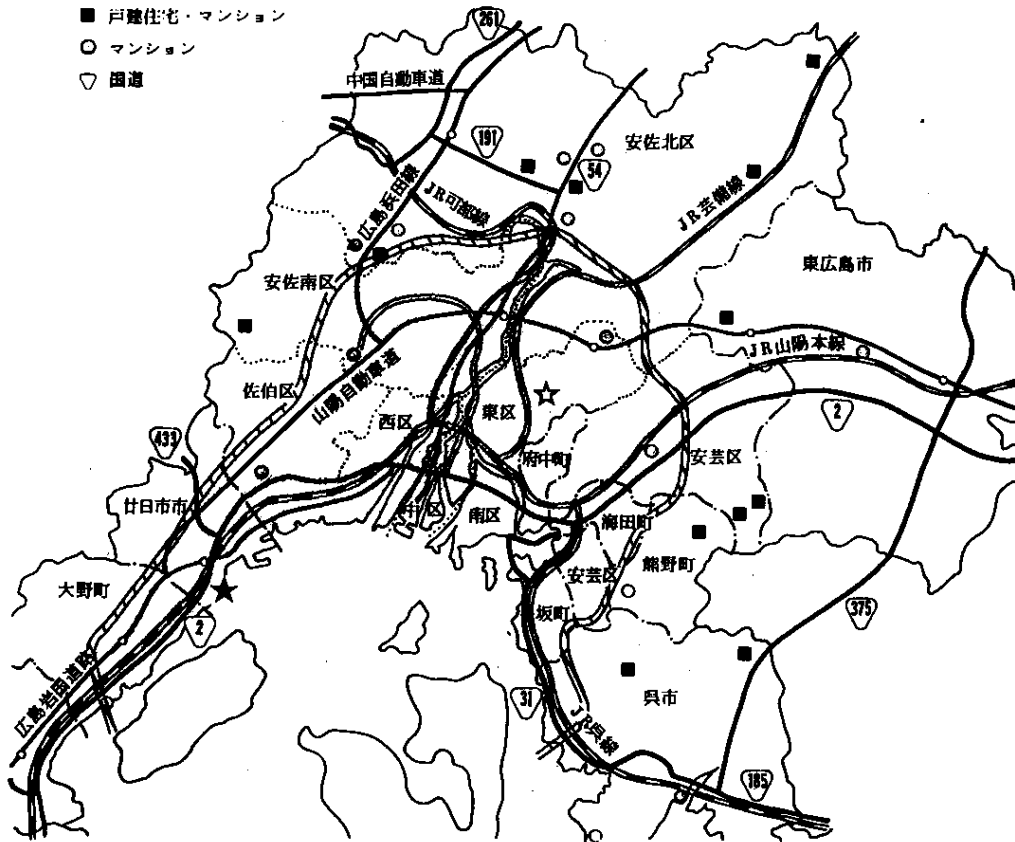 戸建住宅・マンション
マンション
国道
261
中国自動車道
191
54
安佐北区
広島浜田線
JR可部線
JR芸備線
安佐南区
東広島市
佐伯区
山陽自動車道
JR山陽本線
西区
東区
2
433
府中町
安芸区
廿日市市
中区
南区
海田町
大野町
安芸区
熊野町
坂町
375
2
広島岩国道路
31
JR呉線
呉市
185